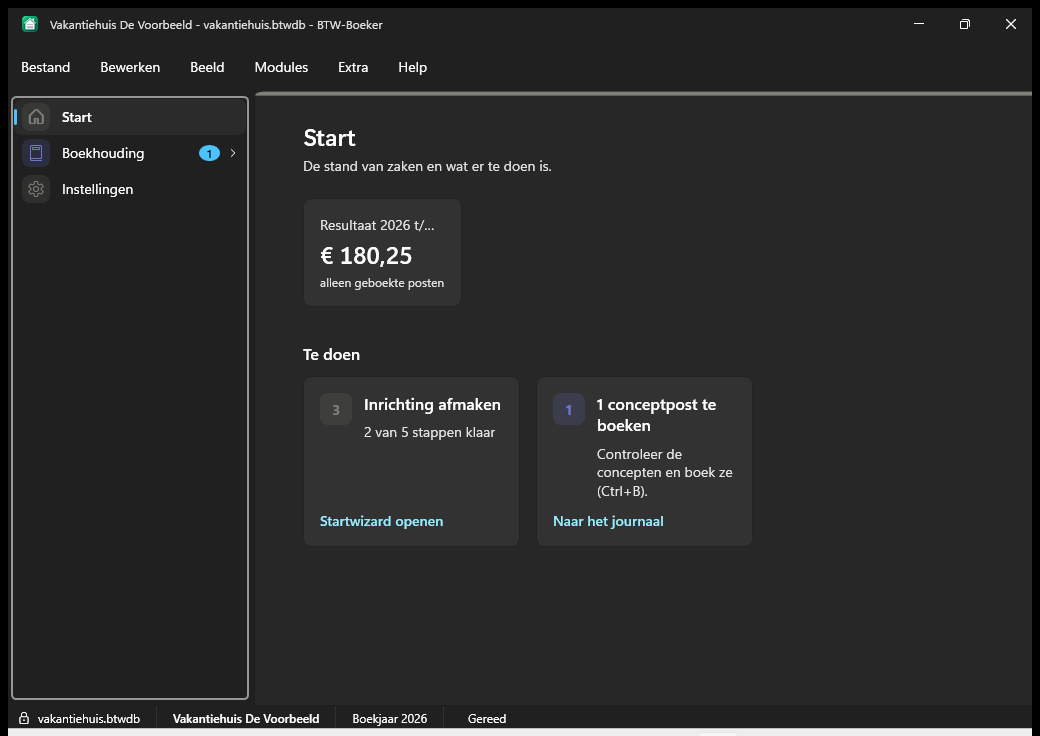 Vakantiehuis De Voorbeeld - vakantiehuis.btwdb - BTW-Boeker
Bestand Bewerken Beeld Modules Extra Help
Start
Boekhouding 1
Instellingen
Start
De stand van zaken en wat er te doen is.
Resultaat 2026 t/...
€ 180,25
alleen geboekte posten
Te doen
3 Inrichting afmaken
2 van 5 stappen klaar
Startwizard openen
1 1 conceptpost te
boeken
Controleer de
concepten en boek ze
(Ctrl+B).
Naar het journaal
vakantiehuis.btwdb Vakantiehuis De Voorbeeld Boekjaar 2026 Gereed